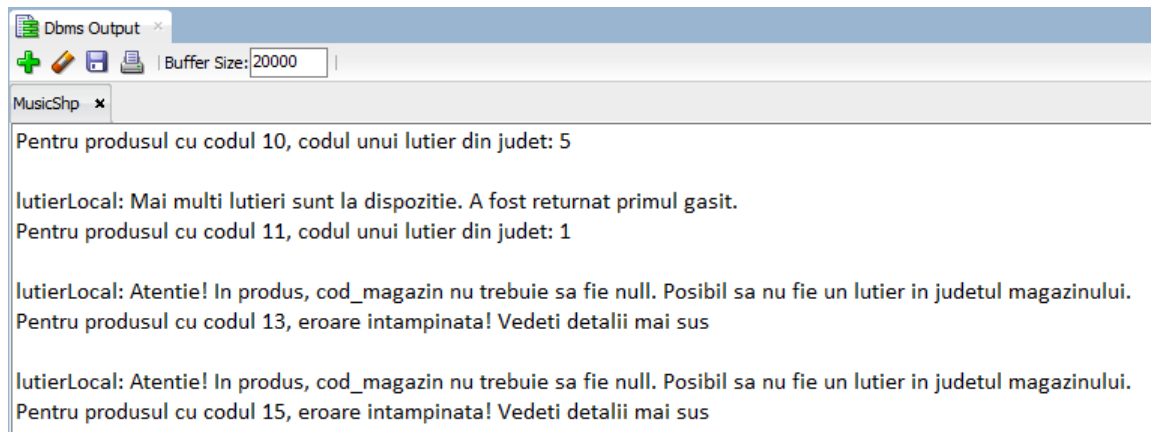 Dbms Output
Buffer Size: 20000
MusicShp
Pentru produsul cu codul 10, codul unui lutier din judet: 5
lutierLocal: Mai multi lutieri sunt la dispozitie. A fost returnat primul gasit.
Pentru produsul cu codul 11, codul unui lutier din judet: 1
lutierLocal: Atentie! In produs, cod_magazin nu trebuie sa fie null. Posibil sa nu fie un lutier in judetul magazinului.
Pentru produsul cu codul 13, eroare intampinata! Vedeti detalii mai sus
lutierLocal: Atentie! In produs, cod_magazin nu trebuie sa fie null. Posibil sa nu fie un lutier in judetul magazinului.
Pentru produsul cu codul 15, eroare intampinata! Vedeti detalii mai sus